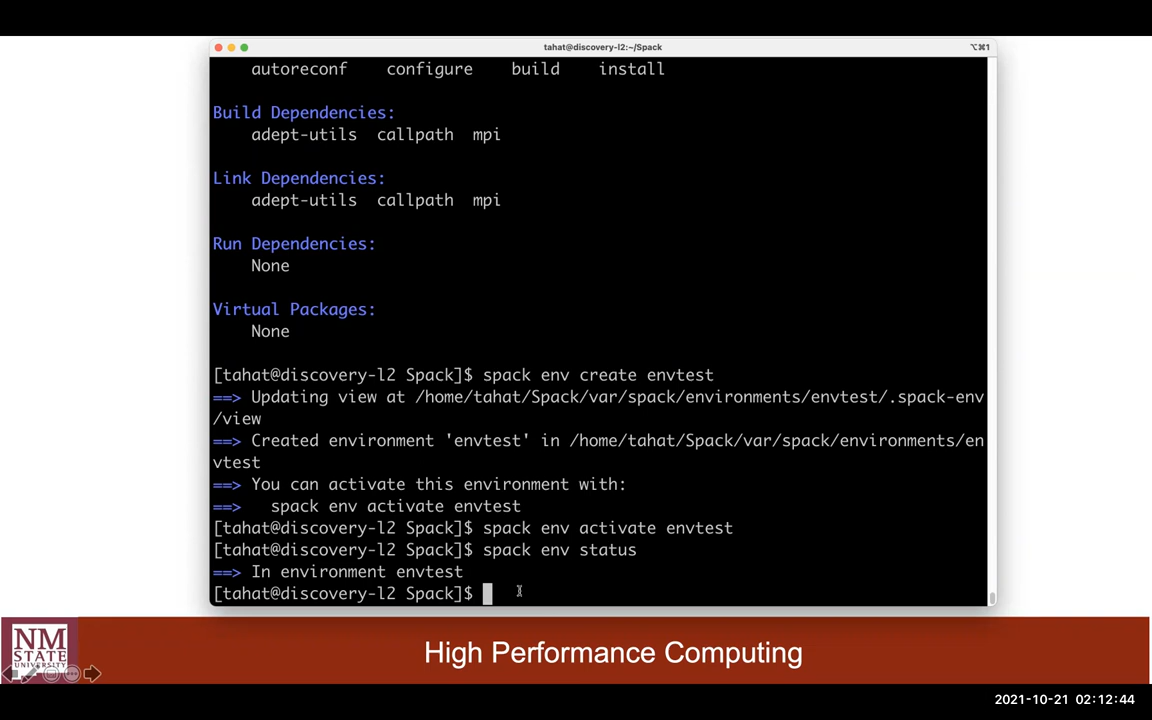 tahat@discovery-l2:~/Spack
⌥⌘1
autoreconf configure build install
Build Dependencies:
adept-utils callpath mpi
Link Dependencies:
adept-utils callpath mpi
Run Dependencies:
None
Virtual Packages:
None
[tahat@discovery-l2 Spack]$ spack env create envtest
==> Updating view at /home/tahat/Spack/var/spack/environments/envtest/.spack-env
/view
==> Created environment 'envtest' in /home/tahat/Spack/var/spack/environments/en
vtest
==> You can activate this environment with:
==>   spack env activate envtest
[tahat@discovery-l2 Spack]$ spack env activate envtest
[tahat@discovery-l2 Spack]$ spack env status
==> In environment envtest
[tahat@discovery-l2 Spack]$
NM
STATE
UNIVERSITY
High Performance Computing
2021-10-21 02:12:44